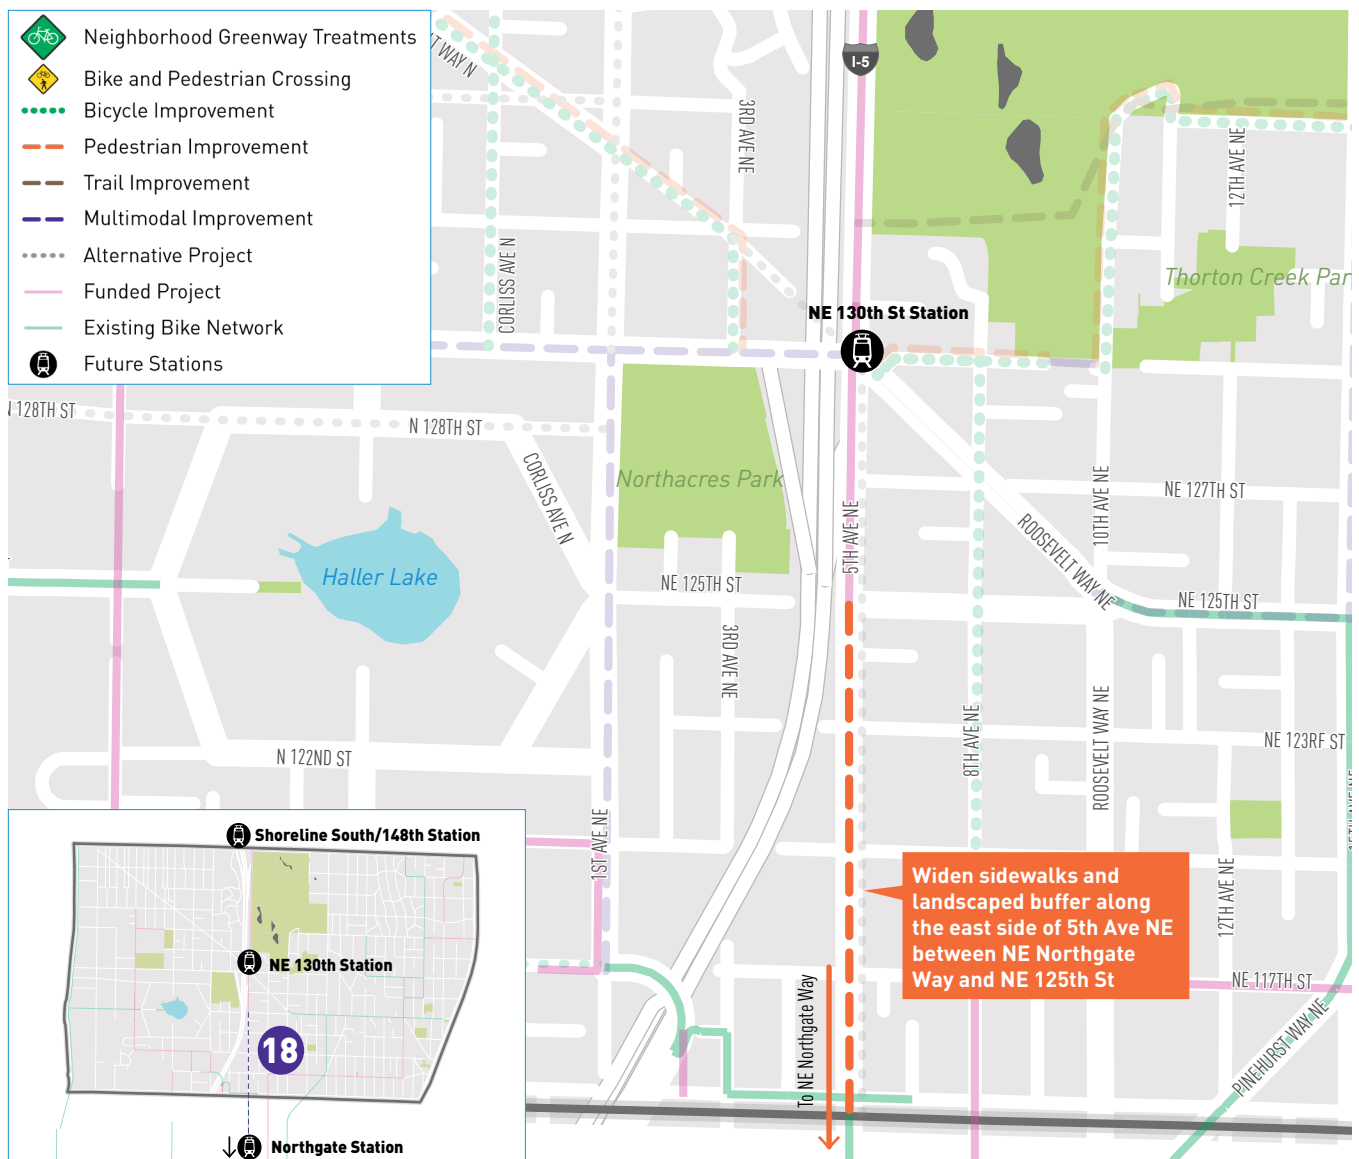 Neighborhood Greenway Treatments
Bike and Pedestrian Crossing
Bicycle Improvement
Pedestrian Improvement
Trail Improvement
Multimodal Improvement
Alternative Project
Funded Project
Existing Bike Network
Future Stations
T WAY N
3RD AVE NE
I-5
12TH AVE NE
CORLISS AVE N
Thorton Creek Par
NE 130th St Station
N 128TH ST
N 128TH ST
CORLISS AVE N
Northacres Park
5TH AVE NE
10TH AVE NE
NE 127TH ST
ROOSEVELT WAY NE
Haller Lake
NE 125TH ST
NE 125TH ST
3RD AVE NE
8TH AVE NE
ROOSEVELT WAY NE
NE 123RF ST
N 122ND ST
15TH AVE NE
1ST AVE NE
12TH AVE NE
Widen sidewalks and
landscaped buffer along
the east side of 5th Ave NE
between NE Northgate
Way and NE 125th St
NE 117TH ST
To NE Northgate Way
PINEHURST WAY NE
Shoreline South/148th Station
NE 130th Station
18
Northgate Station